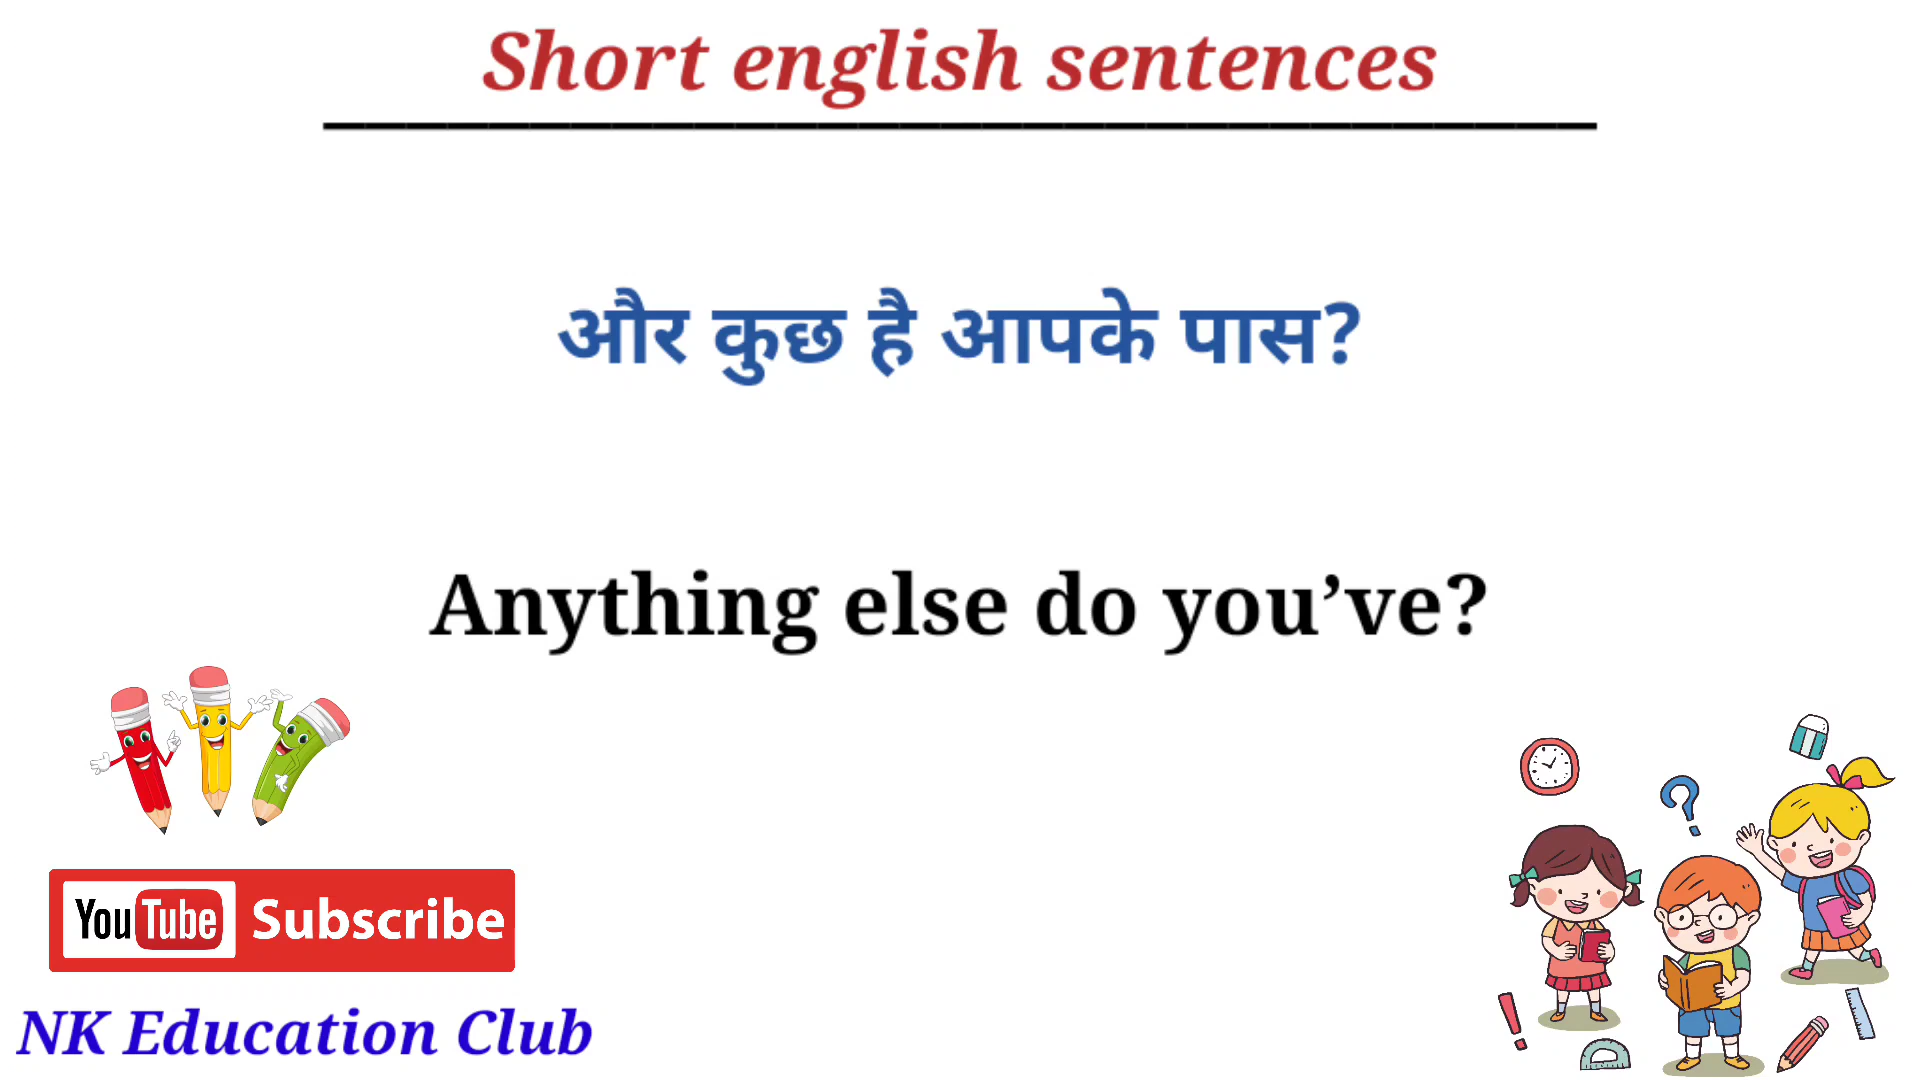 Short english sentences
और कुछ है आपके पास?
Anything else do you’ve?
YouTube Subscribe
NK Education Club